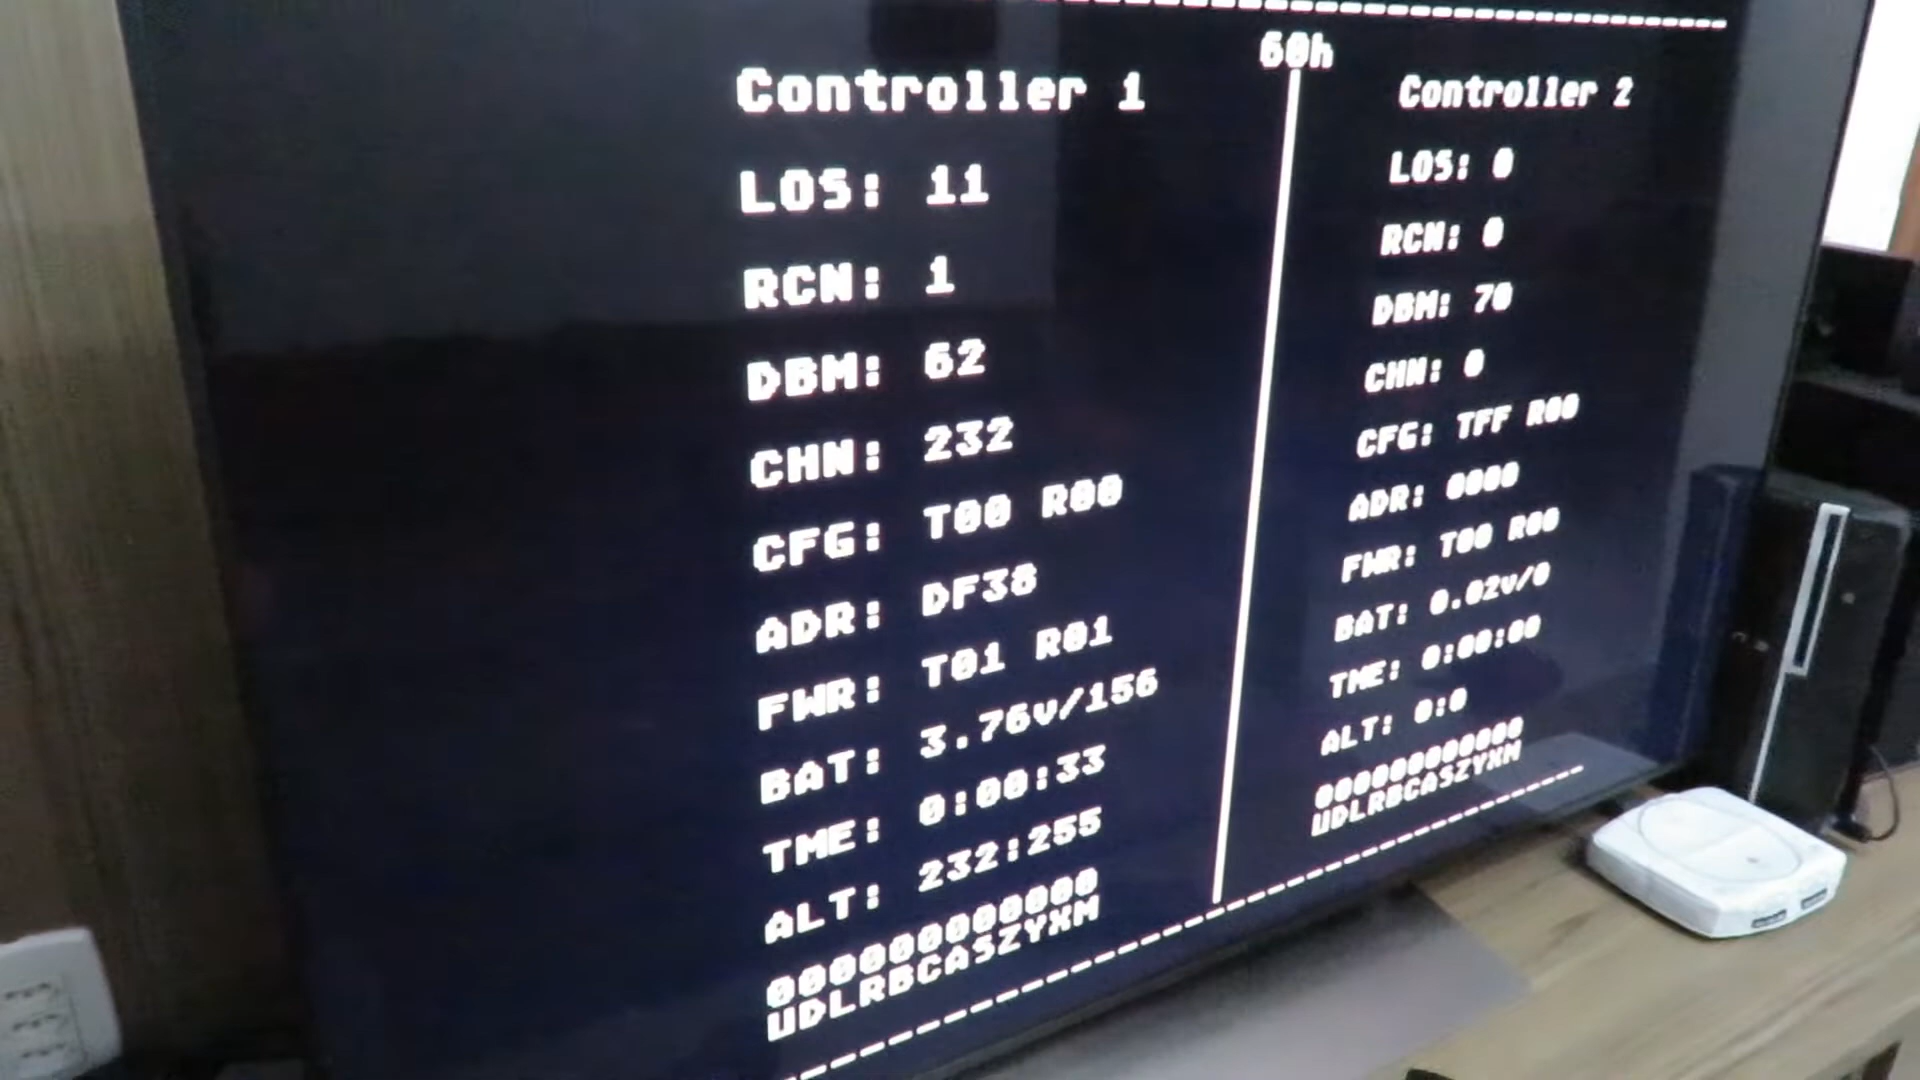 60h
Controller 1
LOS: 11
RCN: 1
DBM: 62
CHN: 232
CFG: T00 R00
ADR: DF38
FWR: T01 R01
BAT: 3.76v/156
TME: 0:00:33
ALT: 232:255
000000000000
UDLRBCASZYXM
Controller 2
LOS: 0
RCN: 0
DBM: 70
CHN: 0
CFG: TFF R00
ADR: 0000
FWR: T00 R00
BAT: 0.02v/0
TME: 0:00:00
ALT: 0:0
000000000000
UDLRBCASZYXM